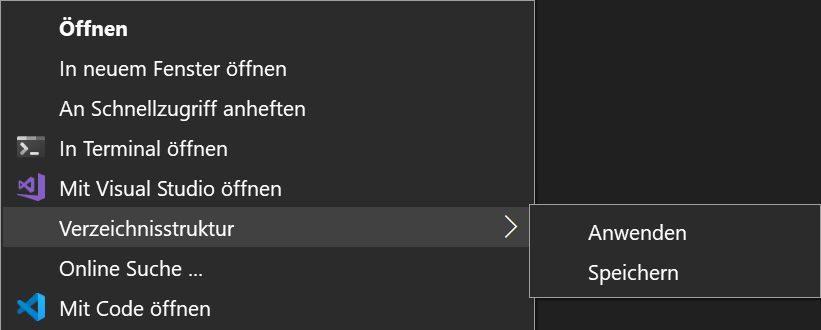 Öffnen
In neuem Fenster öffnen
An Schnellzugriff anheften
In Terminal öffnen
Mit Visual Studio öffnen
Verzeichnisstruktur
Anwenden
Speichern
Online Suche ...
Mit Code öffnen